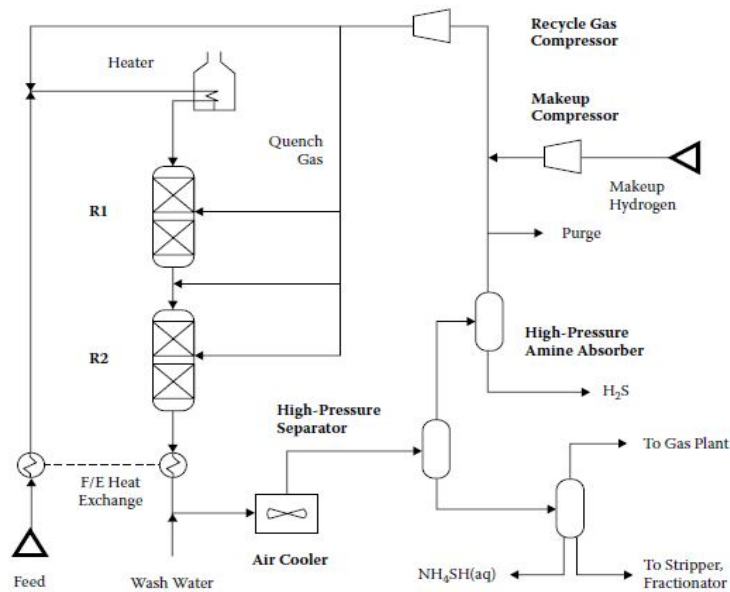 Recycle Gas
Compressor
Heater
Makeup
Compressor
Quench
Gas
Makeup
Hydrogen
R1
Purge
R2
High-Pressure
Amine Absorber
High-Pressure
Separator
H₂S
To Gas Plant
F/E Heat
Exchange
Air Cooler
Feed
Wash Water
NH₄SH(aq)
To Stripper,
Fractionator